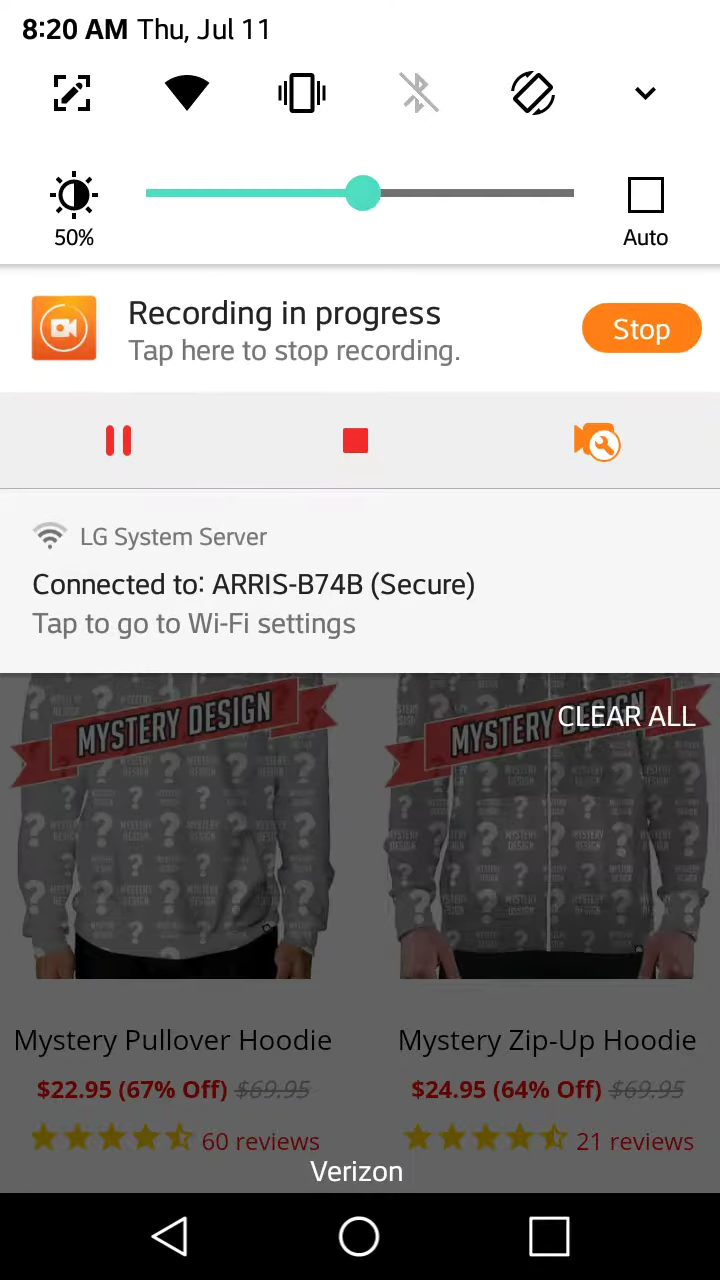 8:20 AM Thu, Jul 11
50%
Auto
Recording in progress
Tap here to stop recording.
Stop
LG System Server
Connected to: ARRIS-B74B (Secure)
Tap to go to Wi-Fi settings
MYSTERY DESIGN
MYSTERY DESIGN
CLEAR ALL
Mystery Pullover Hoodie
Mystery Zip-Up Hoodie
$22.95 (67% Off) $69.95
$24.95 (64% Off) $69.95
60 reviews
21 reviews
Verizon